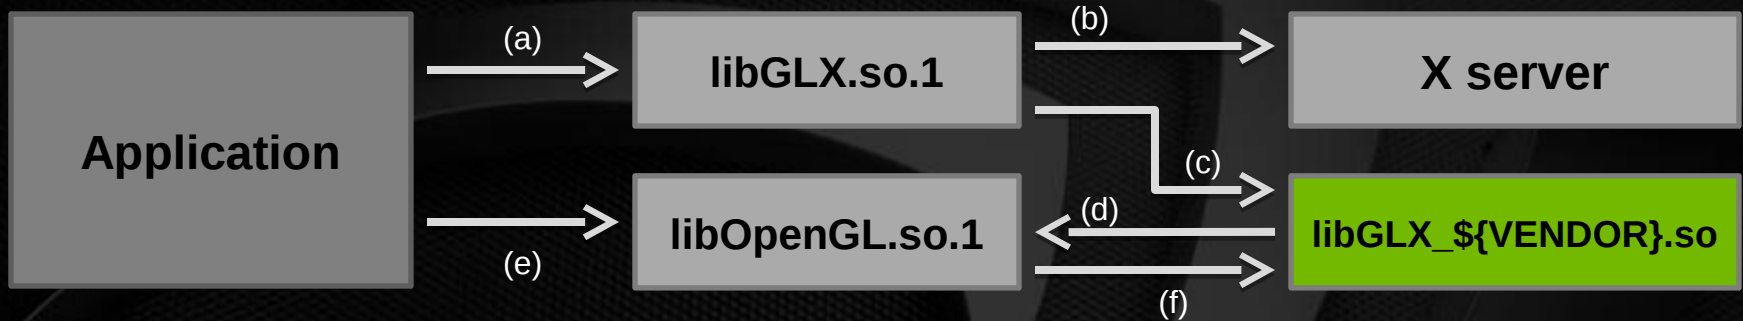 Application
(a)
(e)
libGLX.so.1
libOpenGL.so.1
(b)
(c)
(d)
(f)
X server
libGLX_${VENDOR}.so